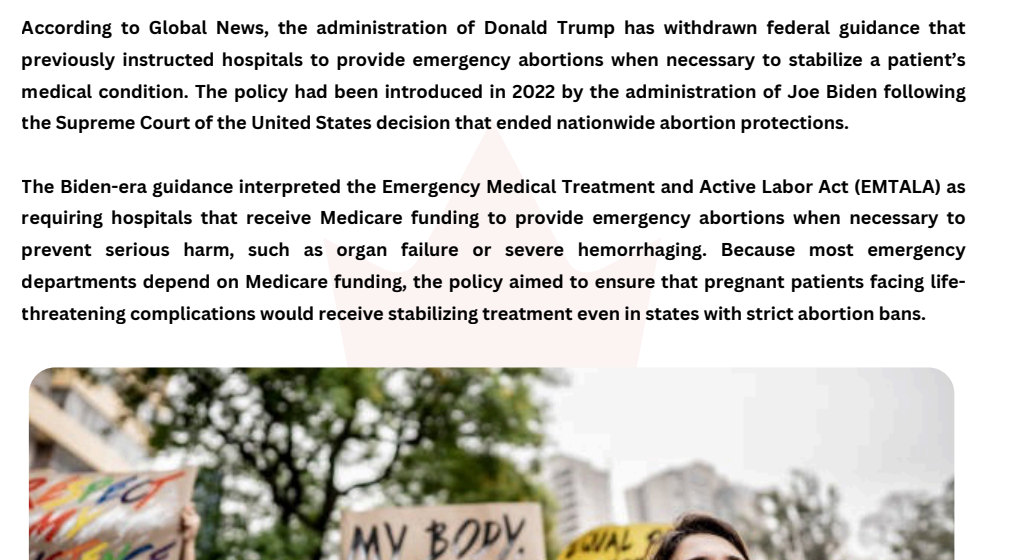 According to Global News, the administration of Donald Trump has withdrawn federal guidance that
previously instructed hospitals to provide emergency abortions when necessary to stabilize a patient’s
medical condition. The policy had been introduced in 2022 by the administration of Joe Biden following
the Supreme Court of the United States decision that ended nationwide abortion protections.
The Biden-era guidance interpreted the Emergency Medical Treatment and Active Labor Act (EMTALA) as
requiring hospitals that receive Medicare funding to provide emergency abortions when necessary to
prevent serious harm, such as organ failure or severe hemorrhaging. Because most emergency
departments depend on Medicare funding, the policy aimed to ensure that pregnant patients facing life-
threatening complications would receive stabilizing treatment even in states with strict abortion bans.
RESPECT
MY
MY BODY.
EQUAL